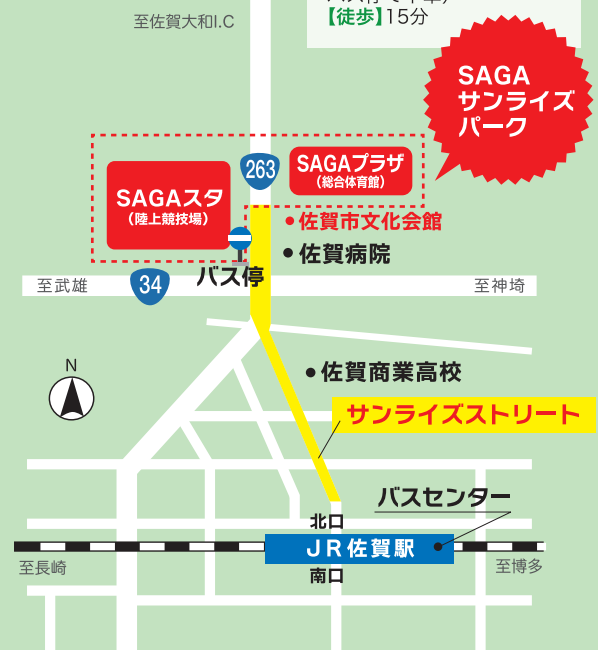 至佐賀大和I.C
【徒歩】15分
SAGA
サンライズ
パーク
263
SAGAプラザ
（総合体育館）
SAGAスタ
（陸上競技場）
佐賀市文化会館
佐賀病院
バス停
至武雄
34
至神埼
N
佐賀商業高校
サンライズストリート
バスセンター
北口
JR佐賀駅
南口
至長崎
至博多